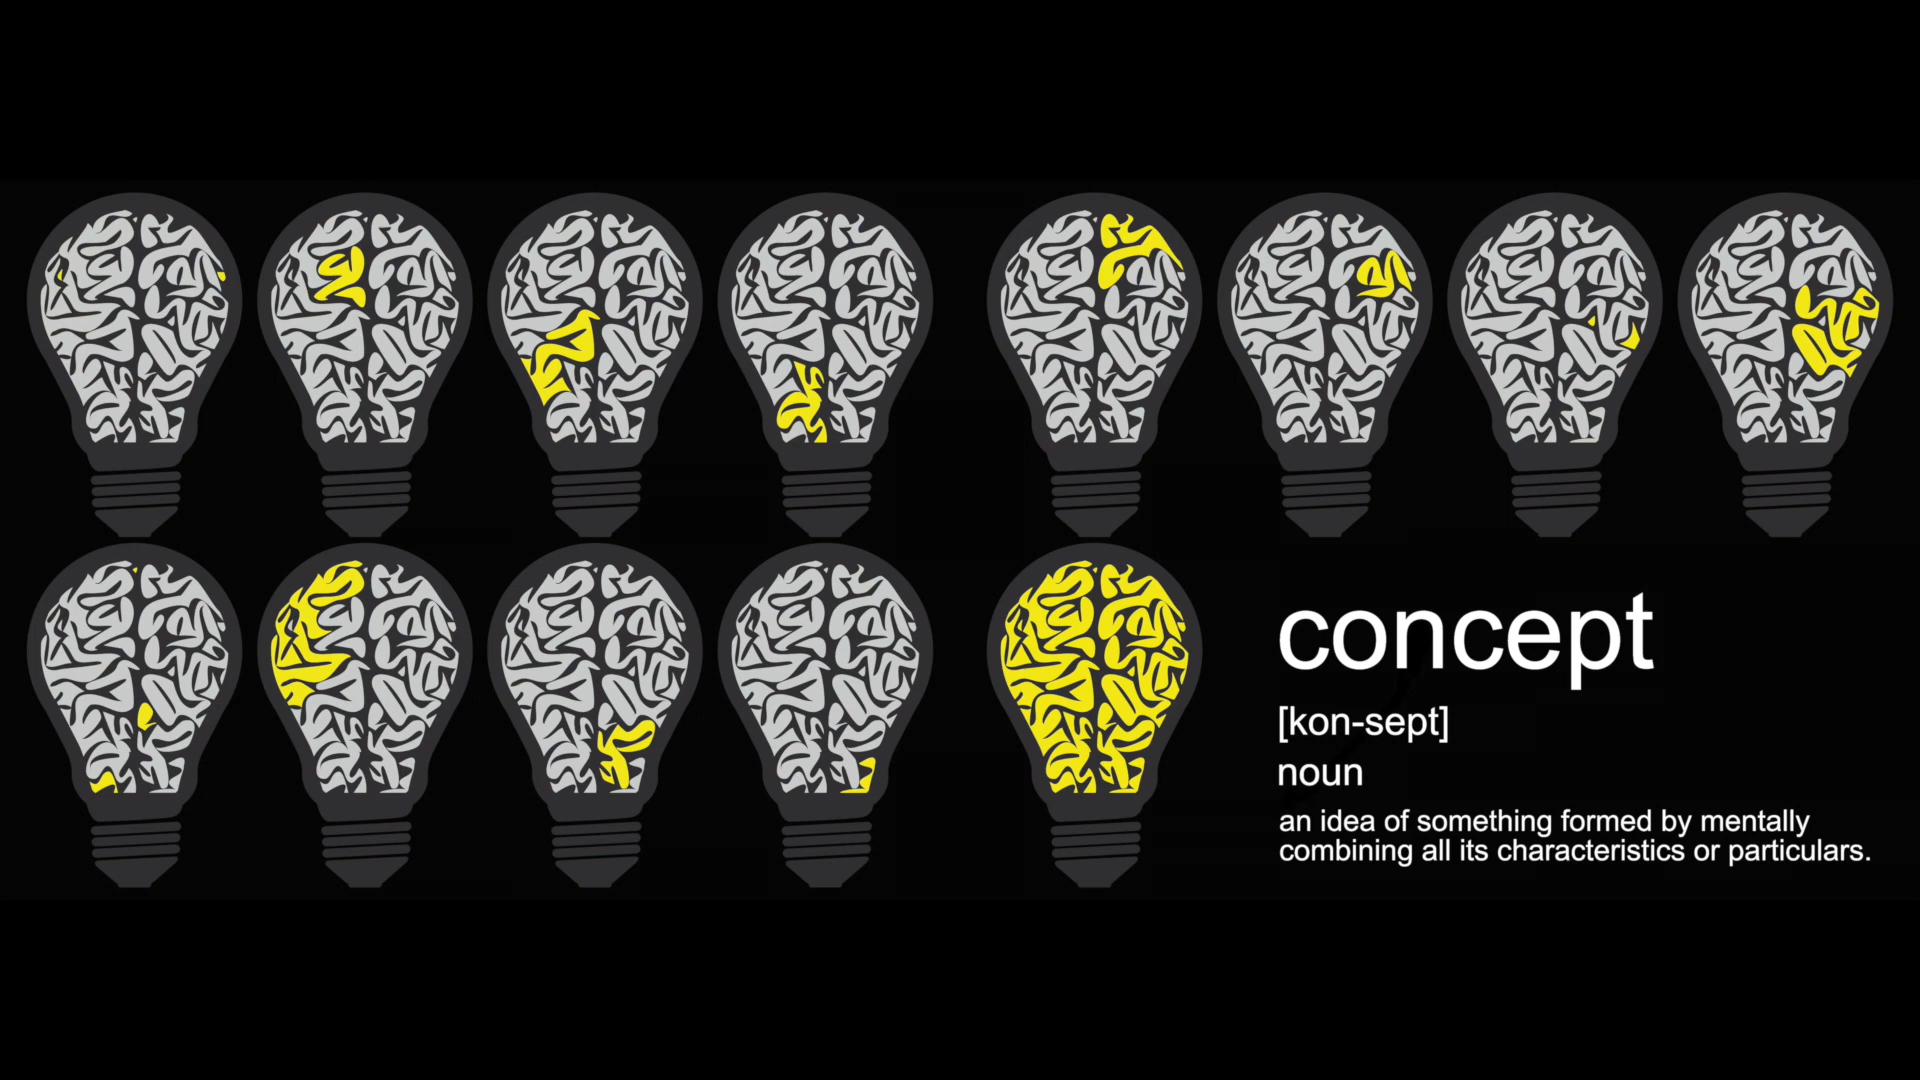 concept
[kon-sept]
noun
an idea of something formed by mentally
combining all its characteristics or particulars.